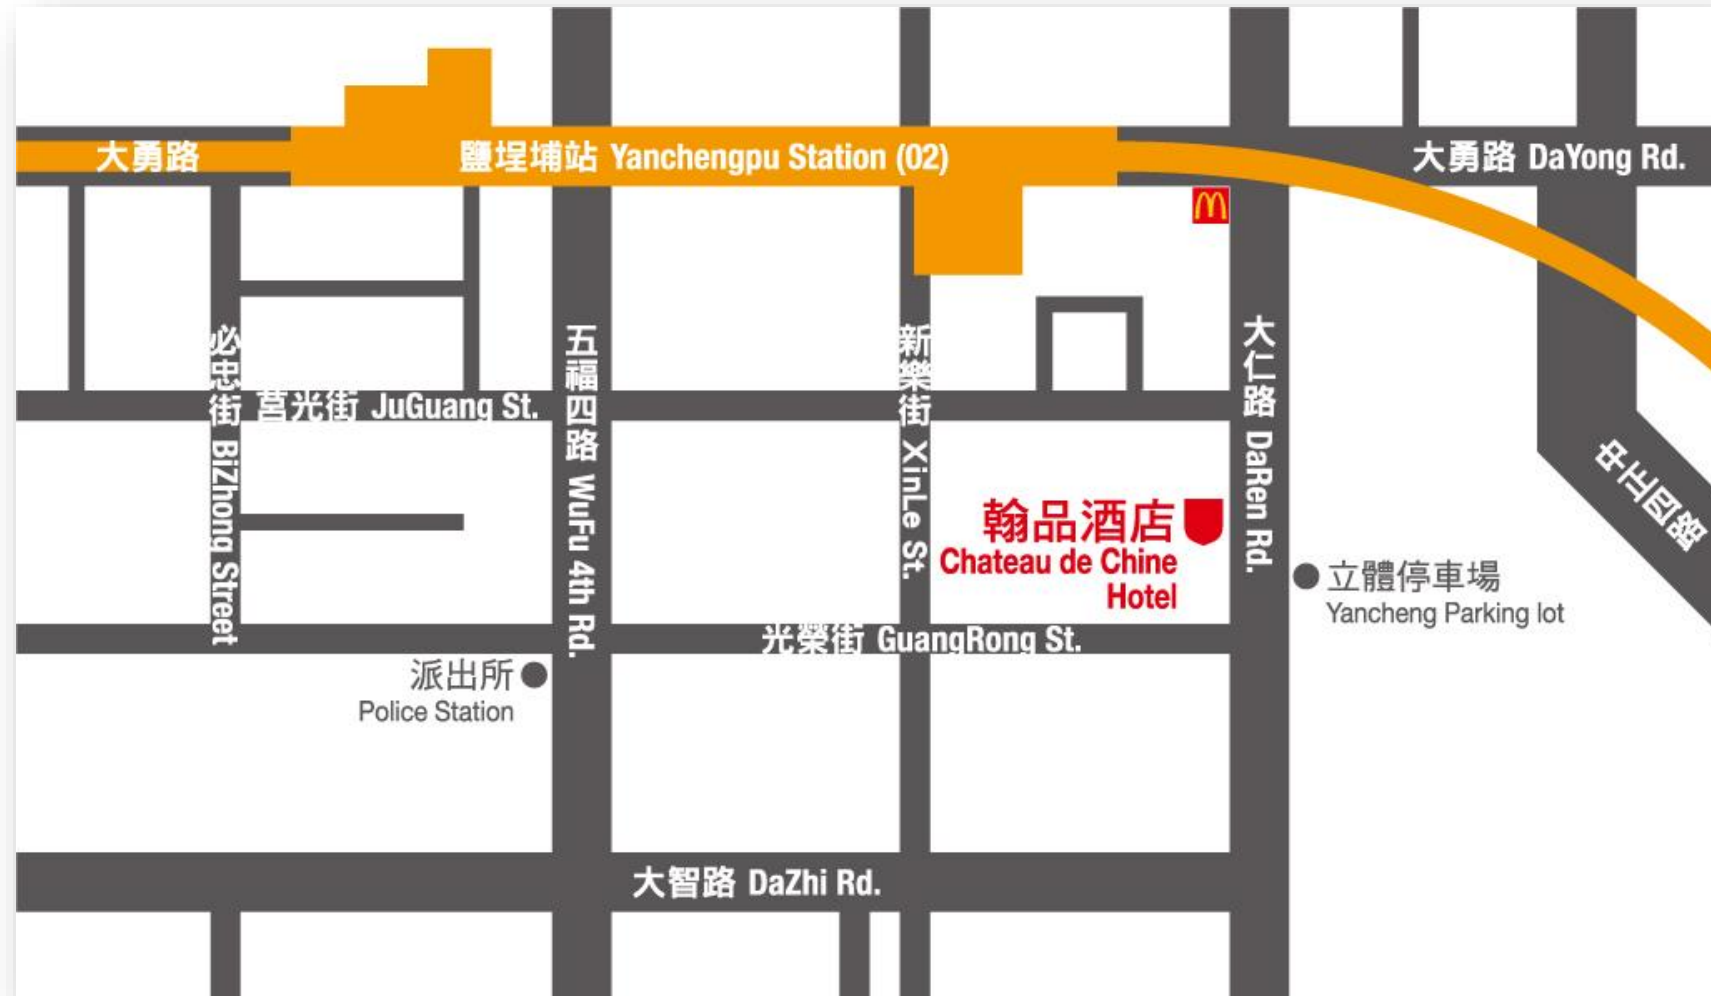 大勇路
鹽埕埔站 Yanchengpu Station (O2)
大勇路 DaYong Rd.
必忠街 BiZhong Street
莒光街 JuGuang St.
五福四路 WuFu 4th Rd.
新樂街 XinLe St.
大仁路 DaRen Rd.
中正四路
翰品酒店
Chateau de Chine
Hotel
立體停車場
Yancheng Parking lot
光榮街 GuangRong St.
派出所
Police Station
大智路 DaZhi Rd.